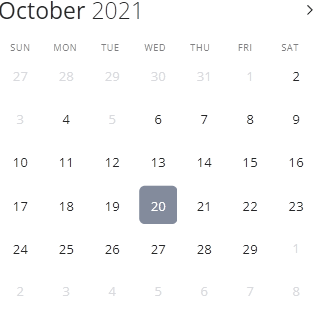 October 2021
SUN MON TUE WED THU FRI SAT
27 28 29 30 31 1 2
3 4 5 6 7 8 9
10 11 12 13 14 15 16
17 18 19 20 21 22 23
24 25 26 27 28 29 1
2 3 4 5 6 7 8